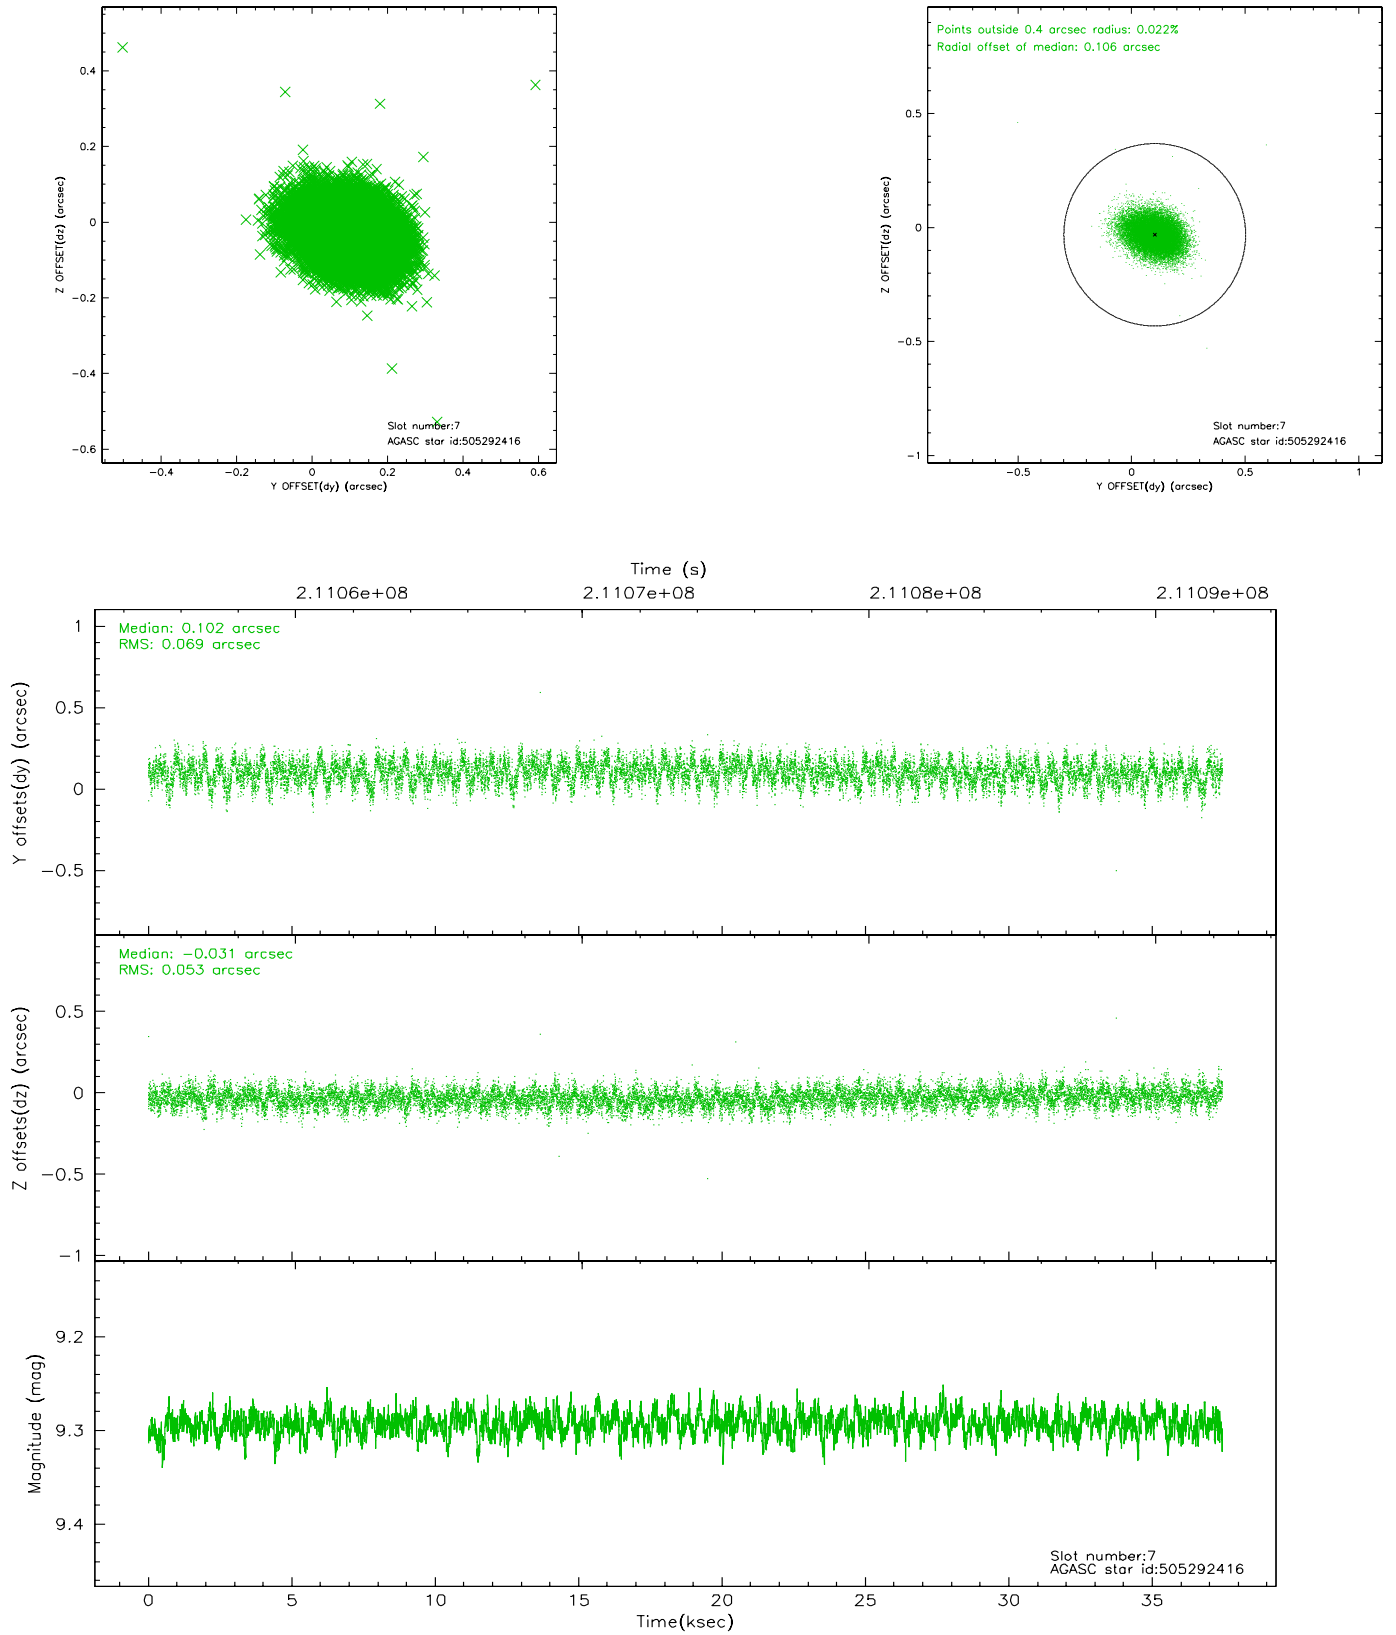 0.4
0.2
0
−0.2
−0.4
−0.6
Z OFFSET(dz) (arcsec)
Slot number:7
AGASC star id:505292416
−0.4 −0.2 0 0.2 0.4 0.6
Y OFFSET(dy) (arcsec)
Points outside 0.4 arcsec radius: 0.022%
Radial offset of median: 0.106 arcsec
0.5
0
−0.5
−1
Z OFFSET(dz) (arcsec)
Slot number:7
AGASC star id:505292416
−0.5 0 0.5 1
Y OFFSET(dy) (arcsec)
Time (s)
2.1106e+08 2.1107e+08 2.1108e+08 2.1109e+08
Median: 0.102 arcsec
RMS: 0.069 arcsec
1
0.5
0
−0.5
Y offsets(dy) (arcsec)
Median: −0.031 arcsec
RMS: 0.053 arcsec
0.5
0
−0.5
−1
Z offsets(dz) (arcsec)
9.2
9.3
9.4
Magnitude (mag)
Slot number:7
AGASC star id:505292416
0 5 10 15 20 25 30 35
Time(ksec)